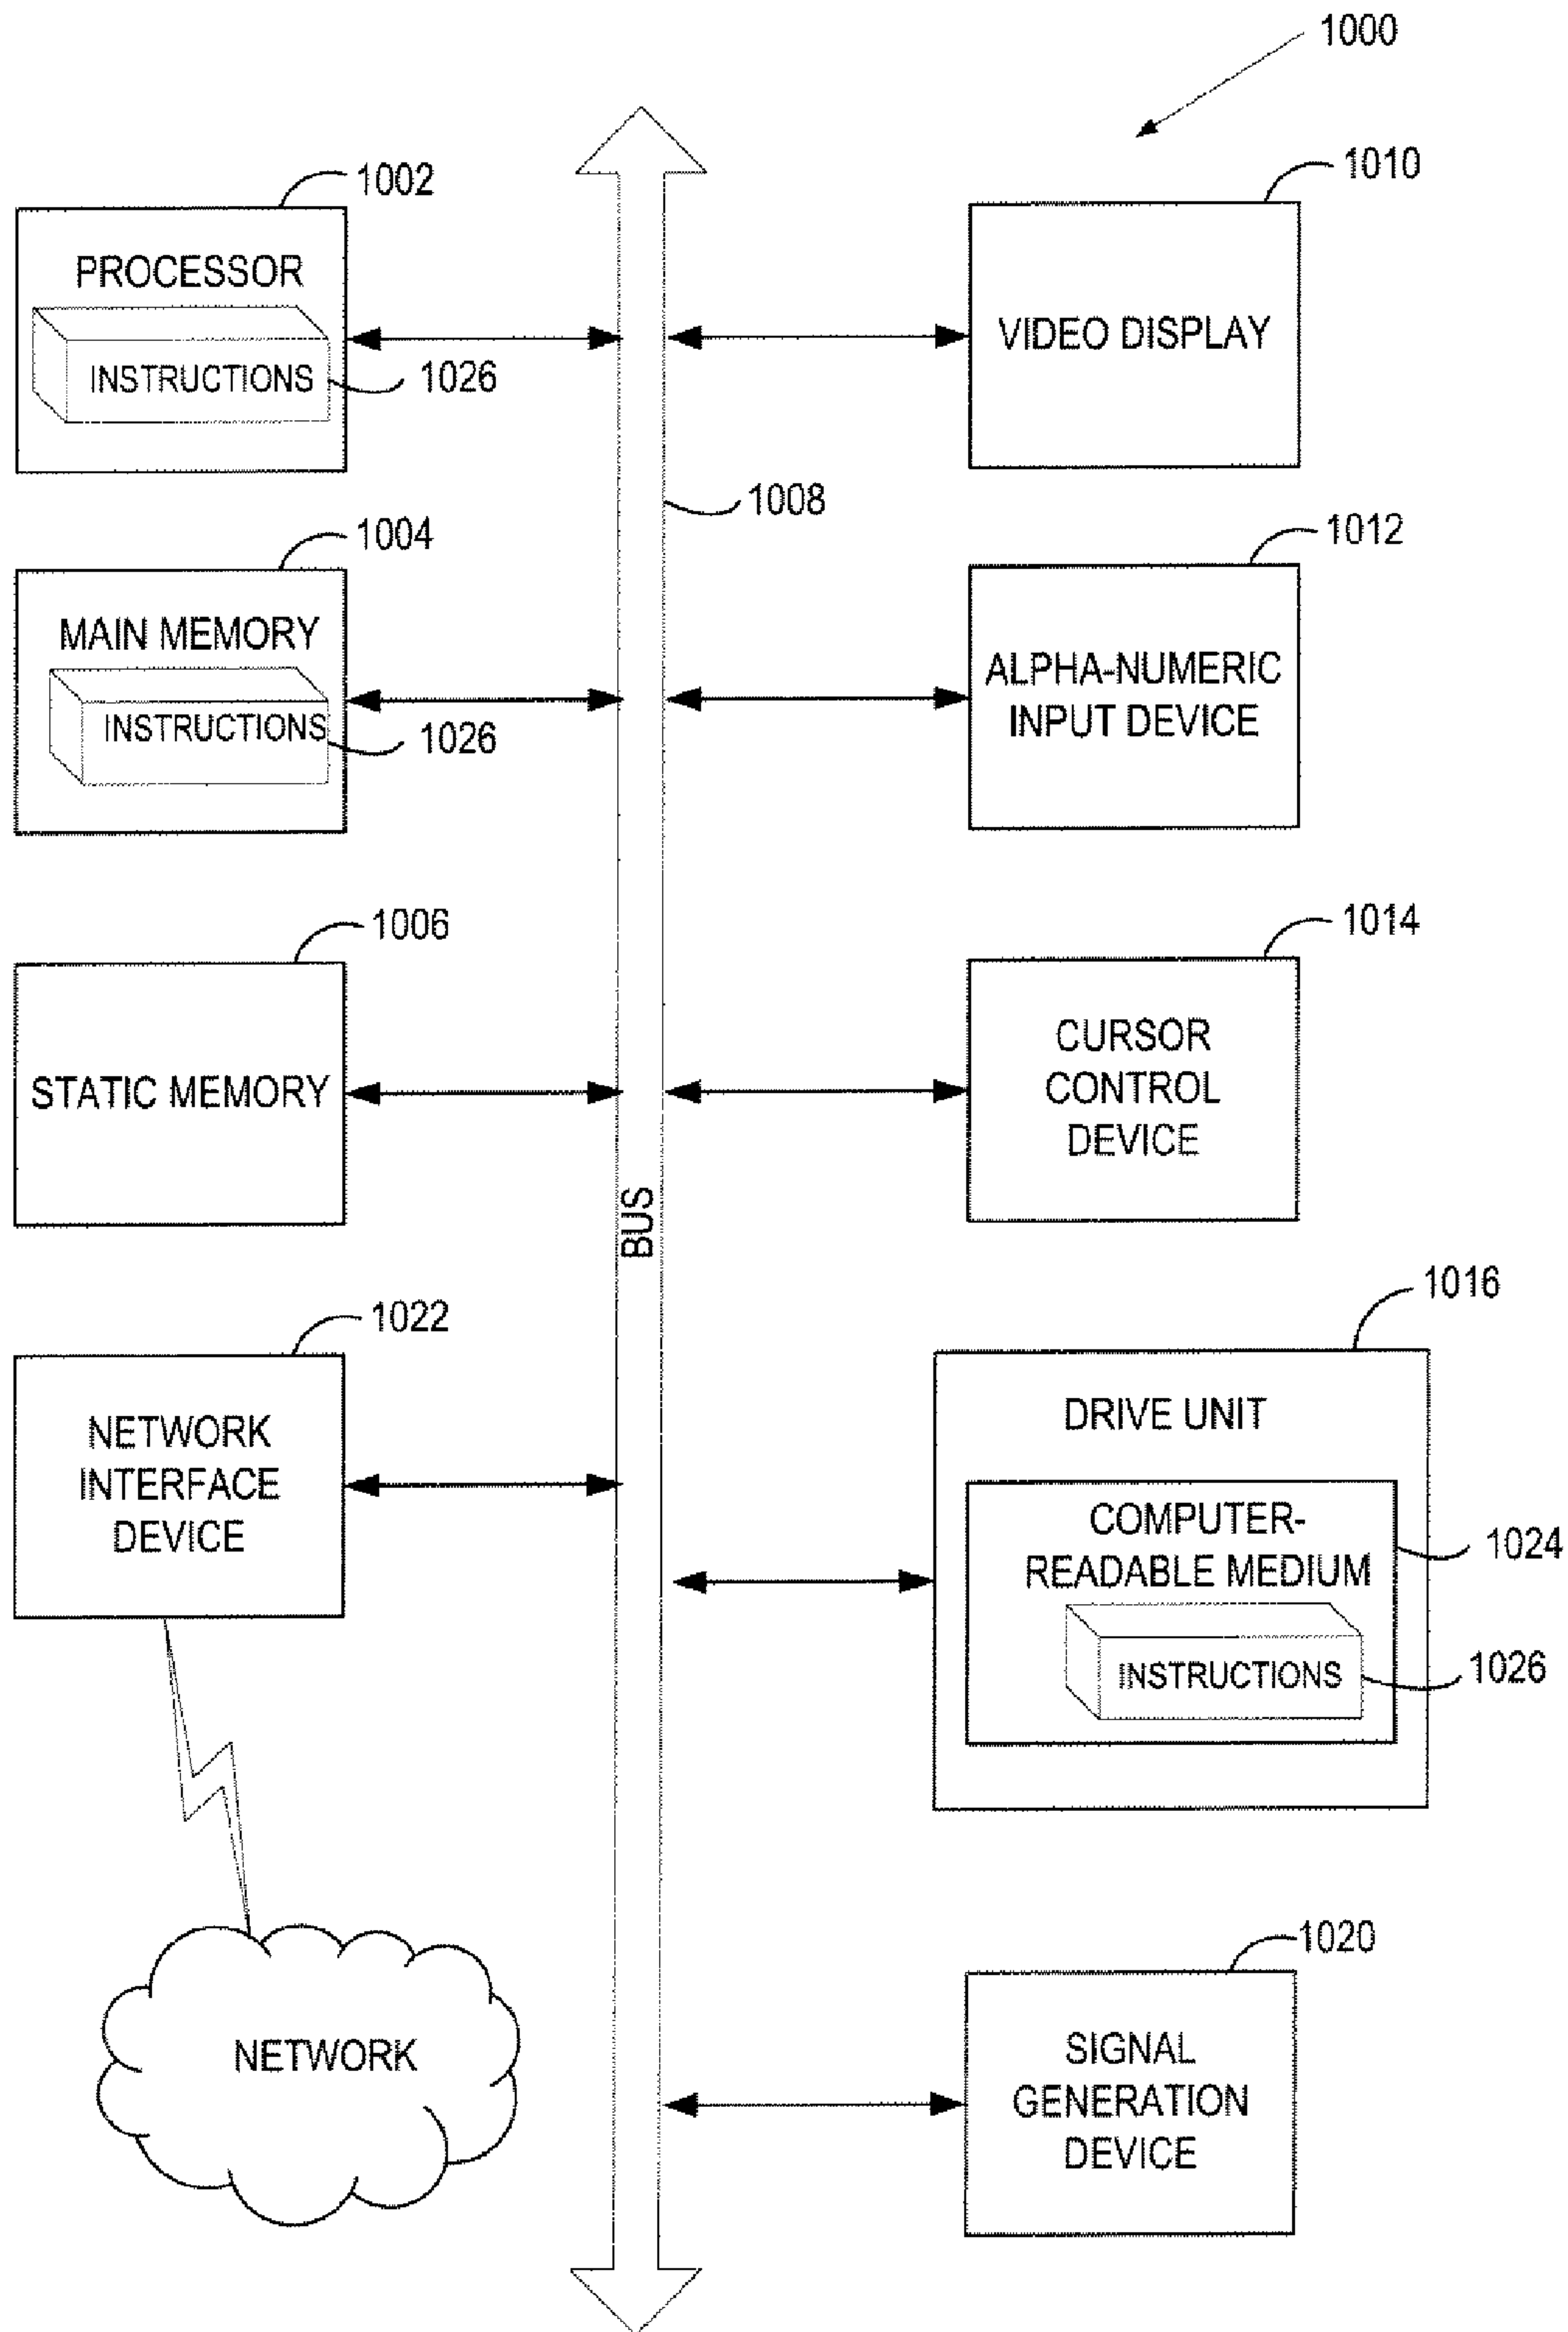 1000
1002
PROCESSOR
INSTRUCTIONS
1026
1010
VIDEO DISPLAY
1008
1004
MAIN MEMORY
INSTRUCTIONS
1026
1012
ALPHA-NUMERIC
INPUT DEVICE
1006
STATIC MEMORY
1014
CURSOR
CONTROL
DEVICE
BUS
1022
NETWORK
INTERFACE
DEVICE
1016
DRIVE UNIT
COMPUTER-
READABLE MEDIUM
1024
INSTRUCTIONS
1026
NETWORK
1020
SIGNAL
GENERATION
DEVICE